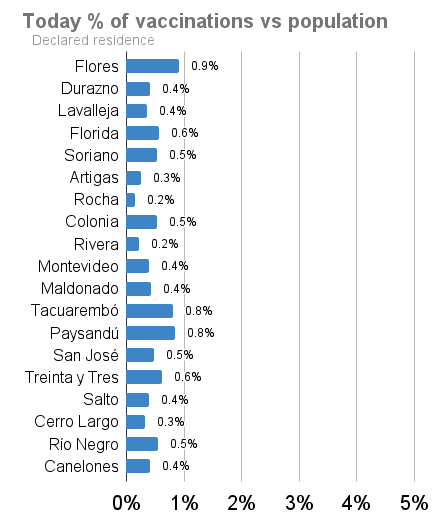 Today % of vaccinations vs population
Declared residence
Flores 0.9%
Durazno 0.4%
Lavalleja 0.4%
Florida 0.6%
Soriano 0.5%
Artigas 0.3%
Rocha 0.2%
Colonia 0.5%
Rivera 0.2%
Montevideo 0.4%
Maldonado 0.4%
Tacuarembó 0.8%
Paysandú 0.8%
San José 0.5%
Treinta y Tres 0.6%
Salto 0.4%
Cerro Largo 0.3%
Río Negro 0.5%
Canelones 0.4%
0% 1% 2% 3% 4% 5%